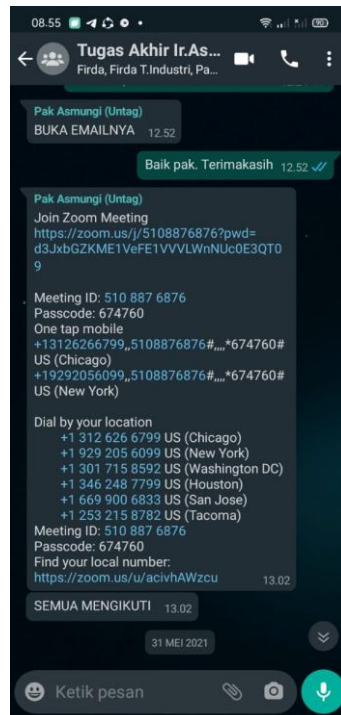 08.55
90
Tugas Akhir Ir.As...
Firda, Firda T.Industri, Pa...
Pak Asmungi (Untag)
BUKA EMAILNYA 12.52
Baik pak. Terimakasih 12.52
Pak Asmungi (Untag)
Join Zoom Meeting
https://zoom.us/j/5108876876?pwd=
d3JxbGZKME1VeFE1VVVLWnNUc0E3QT0
9
Meeting ID: 510 887 6876
Passcode: 674760
One tap mobile
+13126266799,,5108876876#,,,,*674760#
US (Chicago)
+19292056099,,5108876876#,,,,*674760#
US (New York)
Dial by your location
+1 312 626 6799 US (Chicago)
+1 929 205 6099 US (New York)
+1 301 715 8592 US (Washington DC)
+1 346 248 7799 US (Houston)
+1 669 900 6833 US (San Jose)
+1 253 215 8782 US (Tacoma)
Meeting ID: 510 887 6876
Passcode: 674760
Find your local number:
https://zoom.us/u/acivhAWzcu 13.02
SEMUA MENGIKUTI 13.02
31 MEI 2021
Ketik pesan